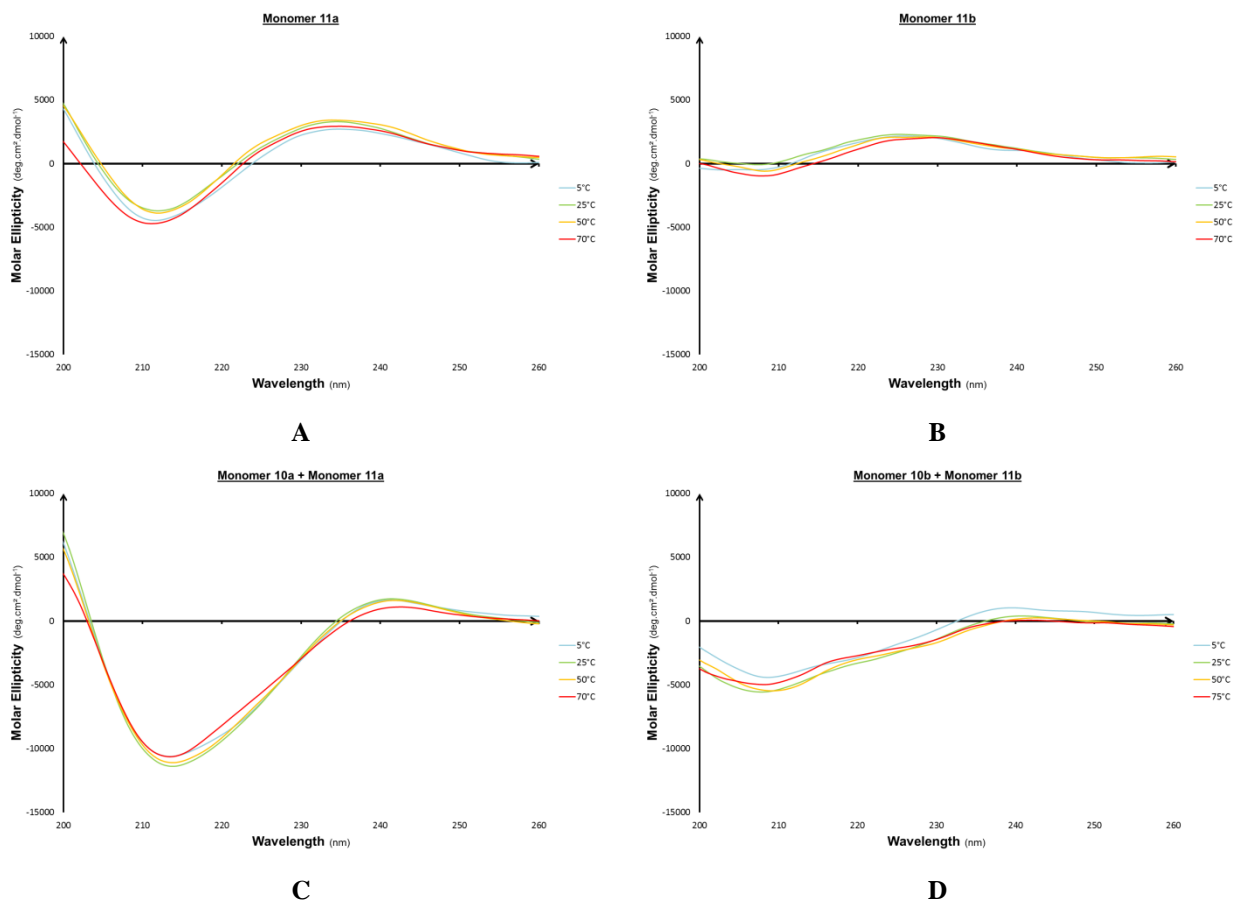 Monomer 11a
10000
5000
0
-5000
-10000
-15000
Molar Ellipticity (deg.cm².dmol⁻¹)
200 210 220 230 240 250 260
Wavelength (nm)
5°C
25°C
50°C
70°C
A
Monomer 11b
10000
5000
0
-5000
-10000
-15000
Molar Ellipticity (deg.cm².dmol⁻¹)
200 210 220 230 240 250 260
Wavelength (nm)
5°C
25°C
50°C
70°C
B
Monomer 10a + Monomer 11a
10000
5000
0
-5000
-10000
-15000
Molar Ellipticity (deg.cm².dmol⁻¹)
200 210 220 230 240 250 260
Wavelength (nm)
5°C
25°C
50°C
70°C
C
Monomer 10b + Monomer 11b
10000
5000
0
-5000
-10000
-15000
Molar Ellipticity (deg.cm².dmol⁻¹)
200 210 220 230 240 250 260
Wavelength (nm)
5°C
25°C
50°C
75°C
D